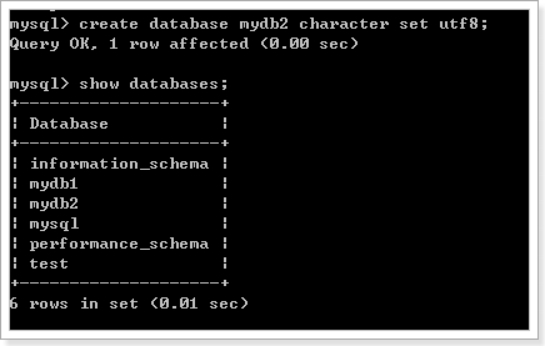 mysql> create database mydb2 character set utf8;
Query OK, 1 row affected (0.00 sec)
mysql> show databases;
+--------------------+
| Database           |
+--------------------+
| information_schema |
| mydb1              |
| mydb2              |
| mysql              |
| performance_schema |
| test               |
+--------------------+
6 rows in set (0.01 sec)